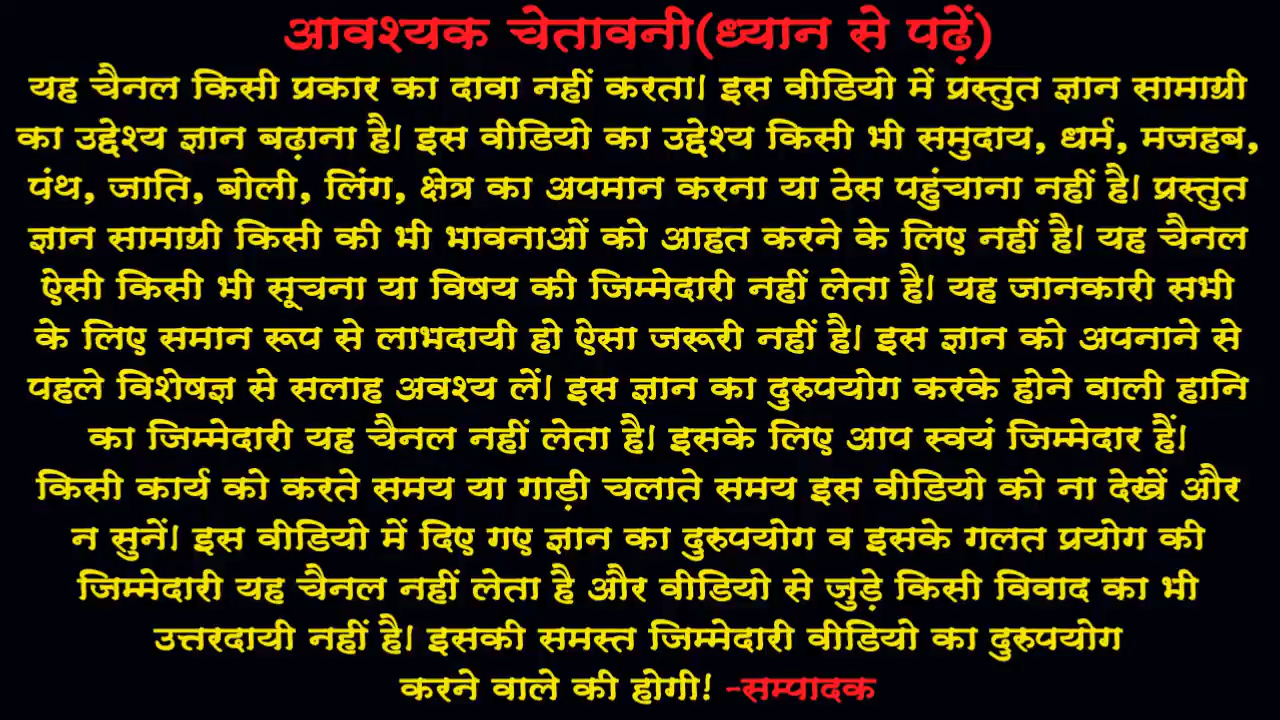 आवश्यक चेतावनी(ध्यान से पढ़ें)
यह चैनल किसी प्रकार का दावा नहीं करता। इस वीडियो में प्रस्तुत ज्ञान सामाग्री
का उद्देश्य ज्ञान बढ़ाना है। इस वीडियो का उद्देश्य किसी भी समुदाय, धर्म, मजहब,
पंथ, जाति, बोली, लिंग, क्षेत्र का अपमान करना या ठेस पहुंचाना नहीं है। प्रस्तुत
ज्ञान सामाग्री किसी की भी भावनाओं को आहत करने के लिए नहीं है। यह चैनल
ऐसी किसी भी सूचना या विषय की जिम्मेदारी नहीं लेता है। यह जानकारी सभी
के लिए समान रूप से लाभदायी हो ऐसा जरूरी नहीं है। इस ज्ञान को अपनाने से
पहले विशेषज्ञ से सलाह अवश्य लें। इस ज्ञान का दुरुपयोग करके होने वाली हानि
का जिम्मेदारी यह चैनल नहीं लेता है। इसके लिए आप स्वयं जिम्मेदार हैं।
किसी कार्य को करते समय या गाड़ी चलाते समय इस वीडियो को ना देखें और
न सुनें। इस वीडियो में दिए गए ज्ञान का दुरुपयोग व इसके गलत प्रयोग की
जिम्मेदारी यह चैनल नहीं लेता है और वीडियो से जुड़े किसी विवाद का भी
उत्तरदायी नहीं है। इसकी समस्त जिम्मेदारी वीडियो का दुरुपयोग
करने वाले की होगी! -सम्पादक